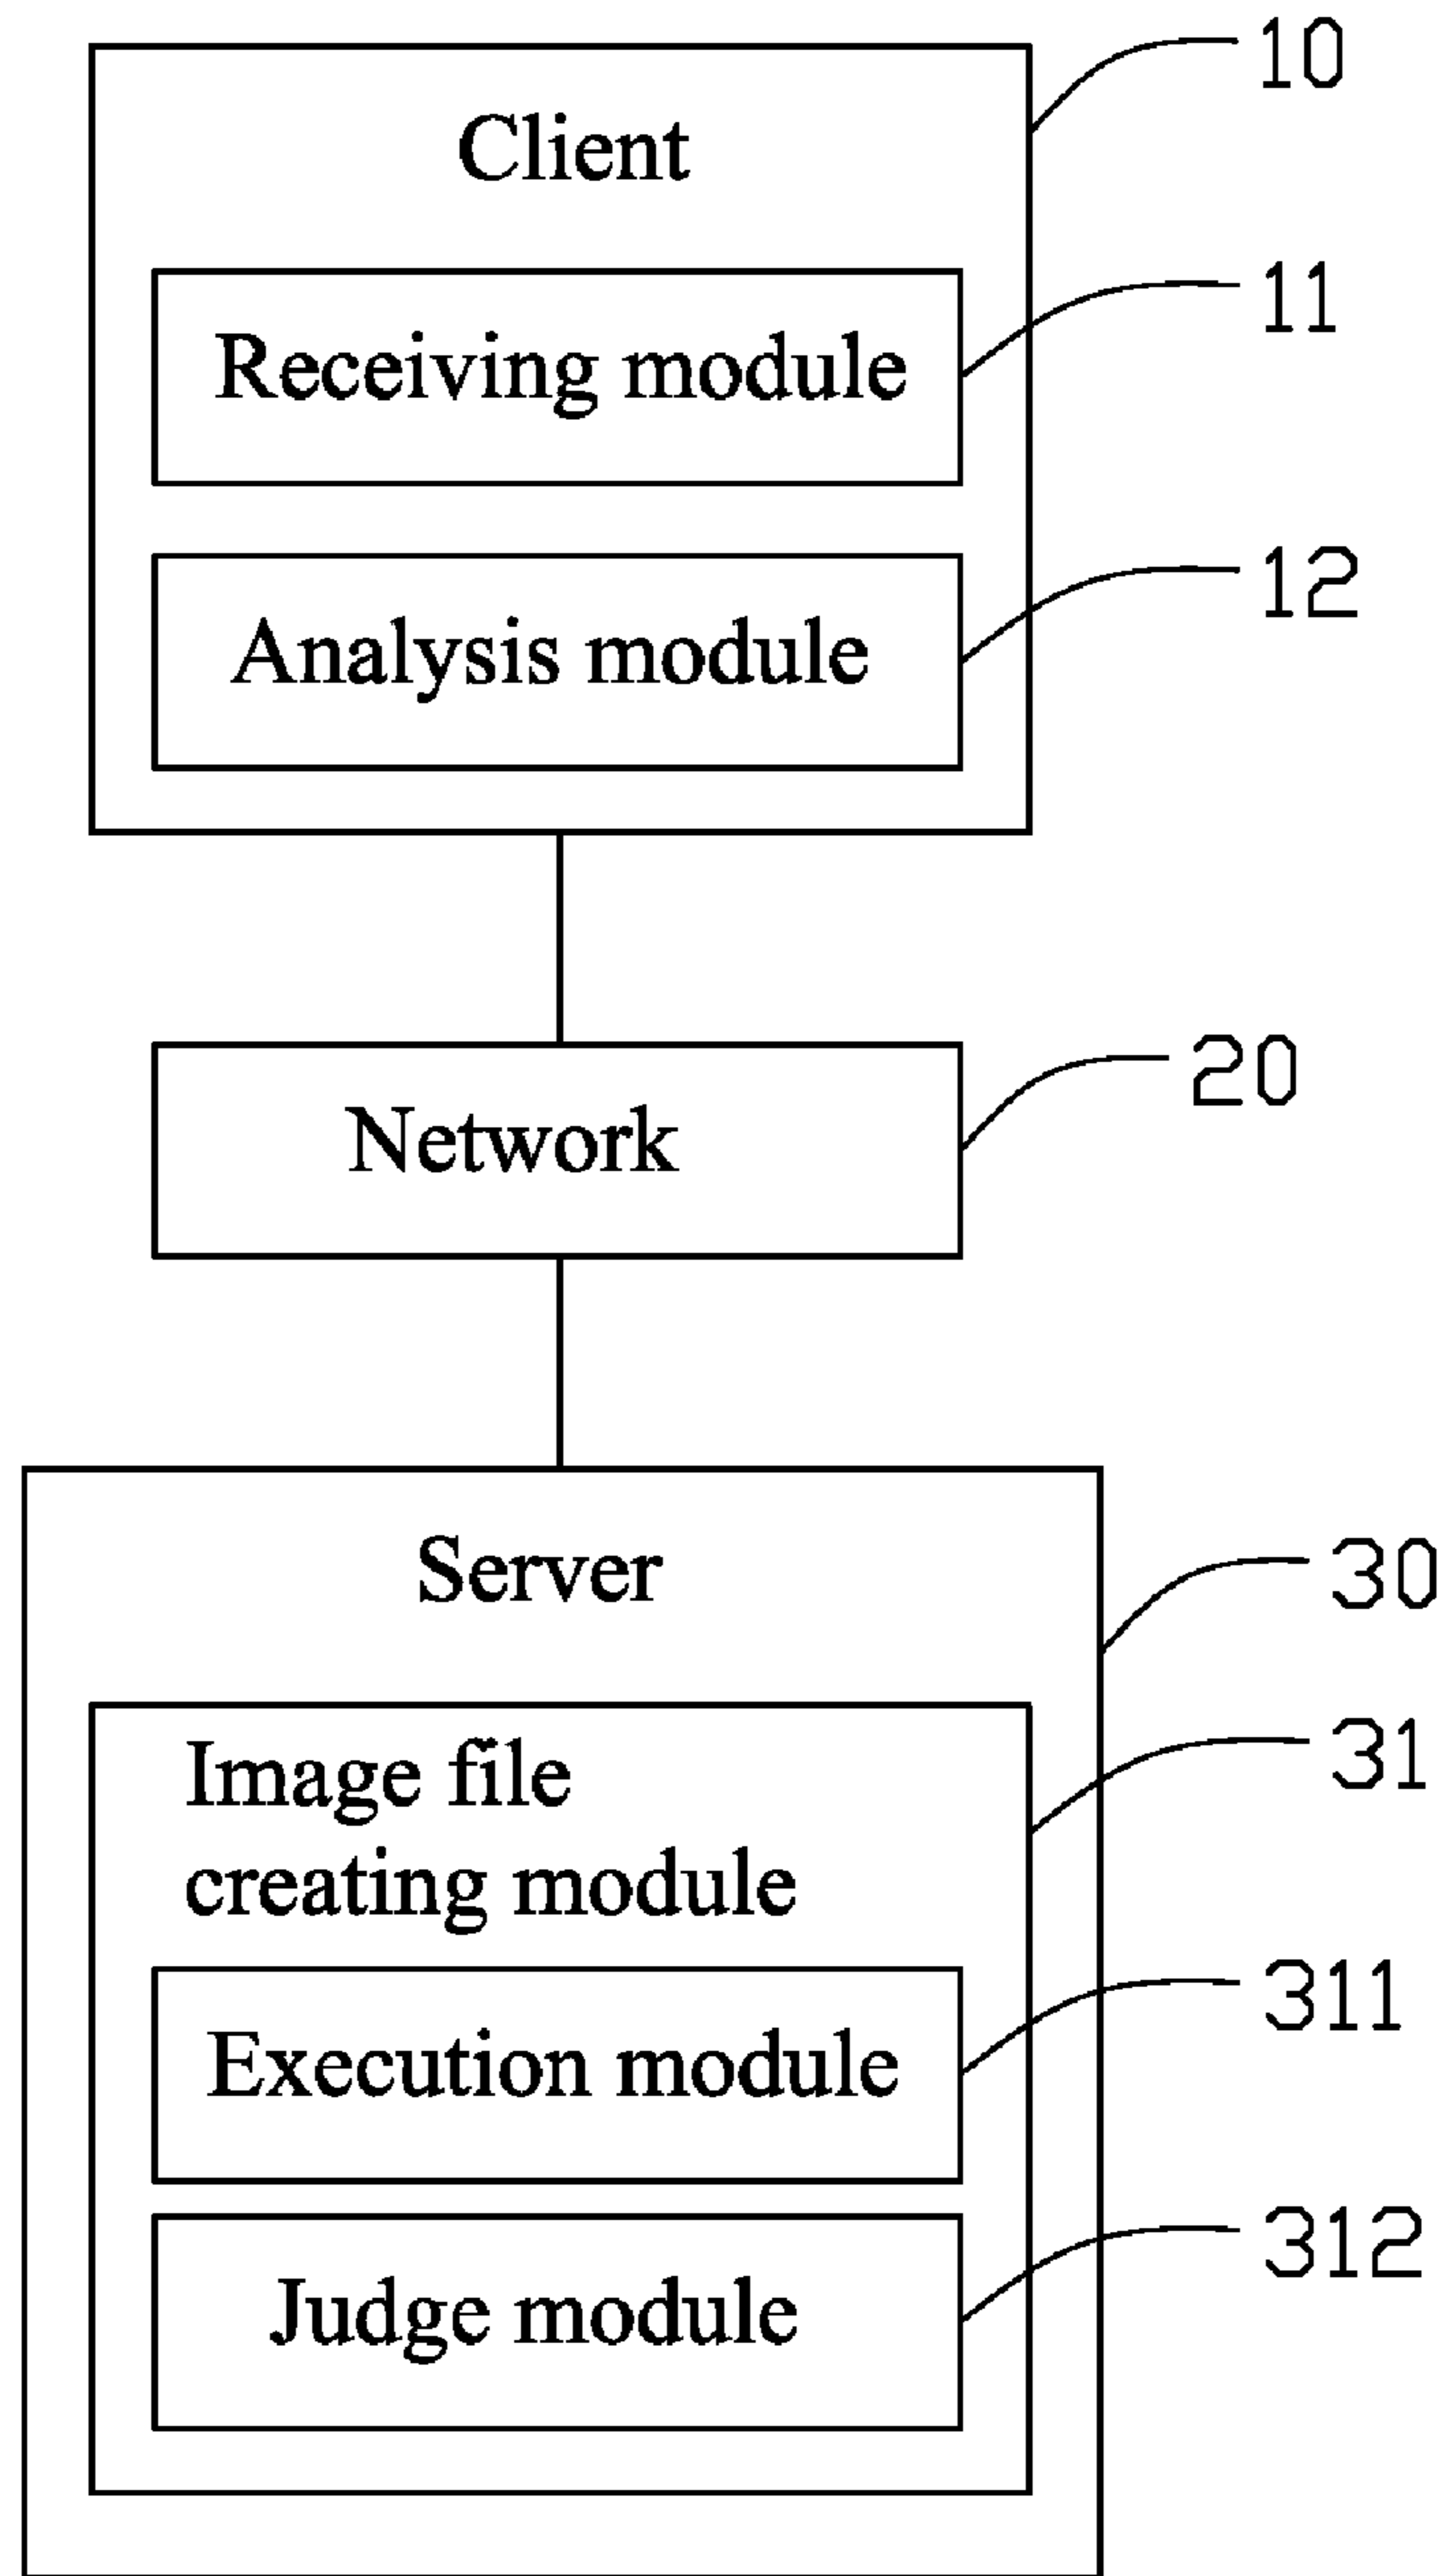 10
Client
11
Receiving module
12
Analysis module
20
Network
Server
30
31
Image file
creating module
311
Execution module
312
Judge module